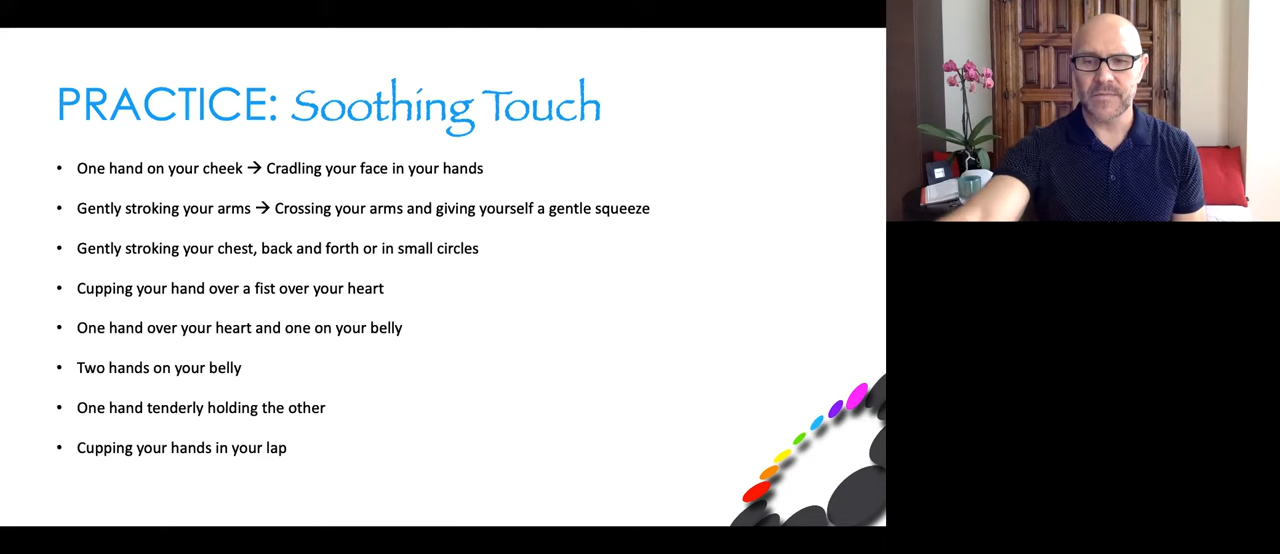 PRACTICE: Soothing Touch
• One hand on your cheek → Cradling your face in your hands
• Gently stroking your arms → Crossing your arms and giving yourself a gentle squeeze
• Gently stroking your chest, back and forth or in small circles
• Cupping your hand over a fist over your heart
• One hand over your heart and one on your belly
• Two hands on your belly
• One hand tenderly holding the other
• Cupping your hands in your lap